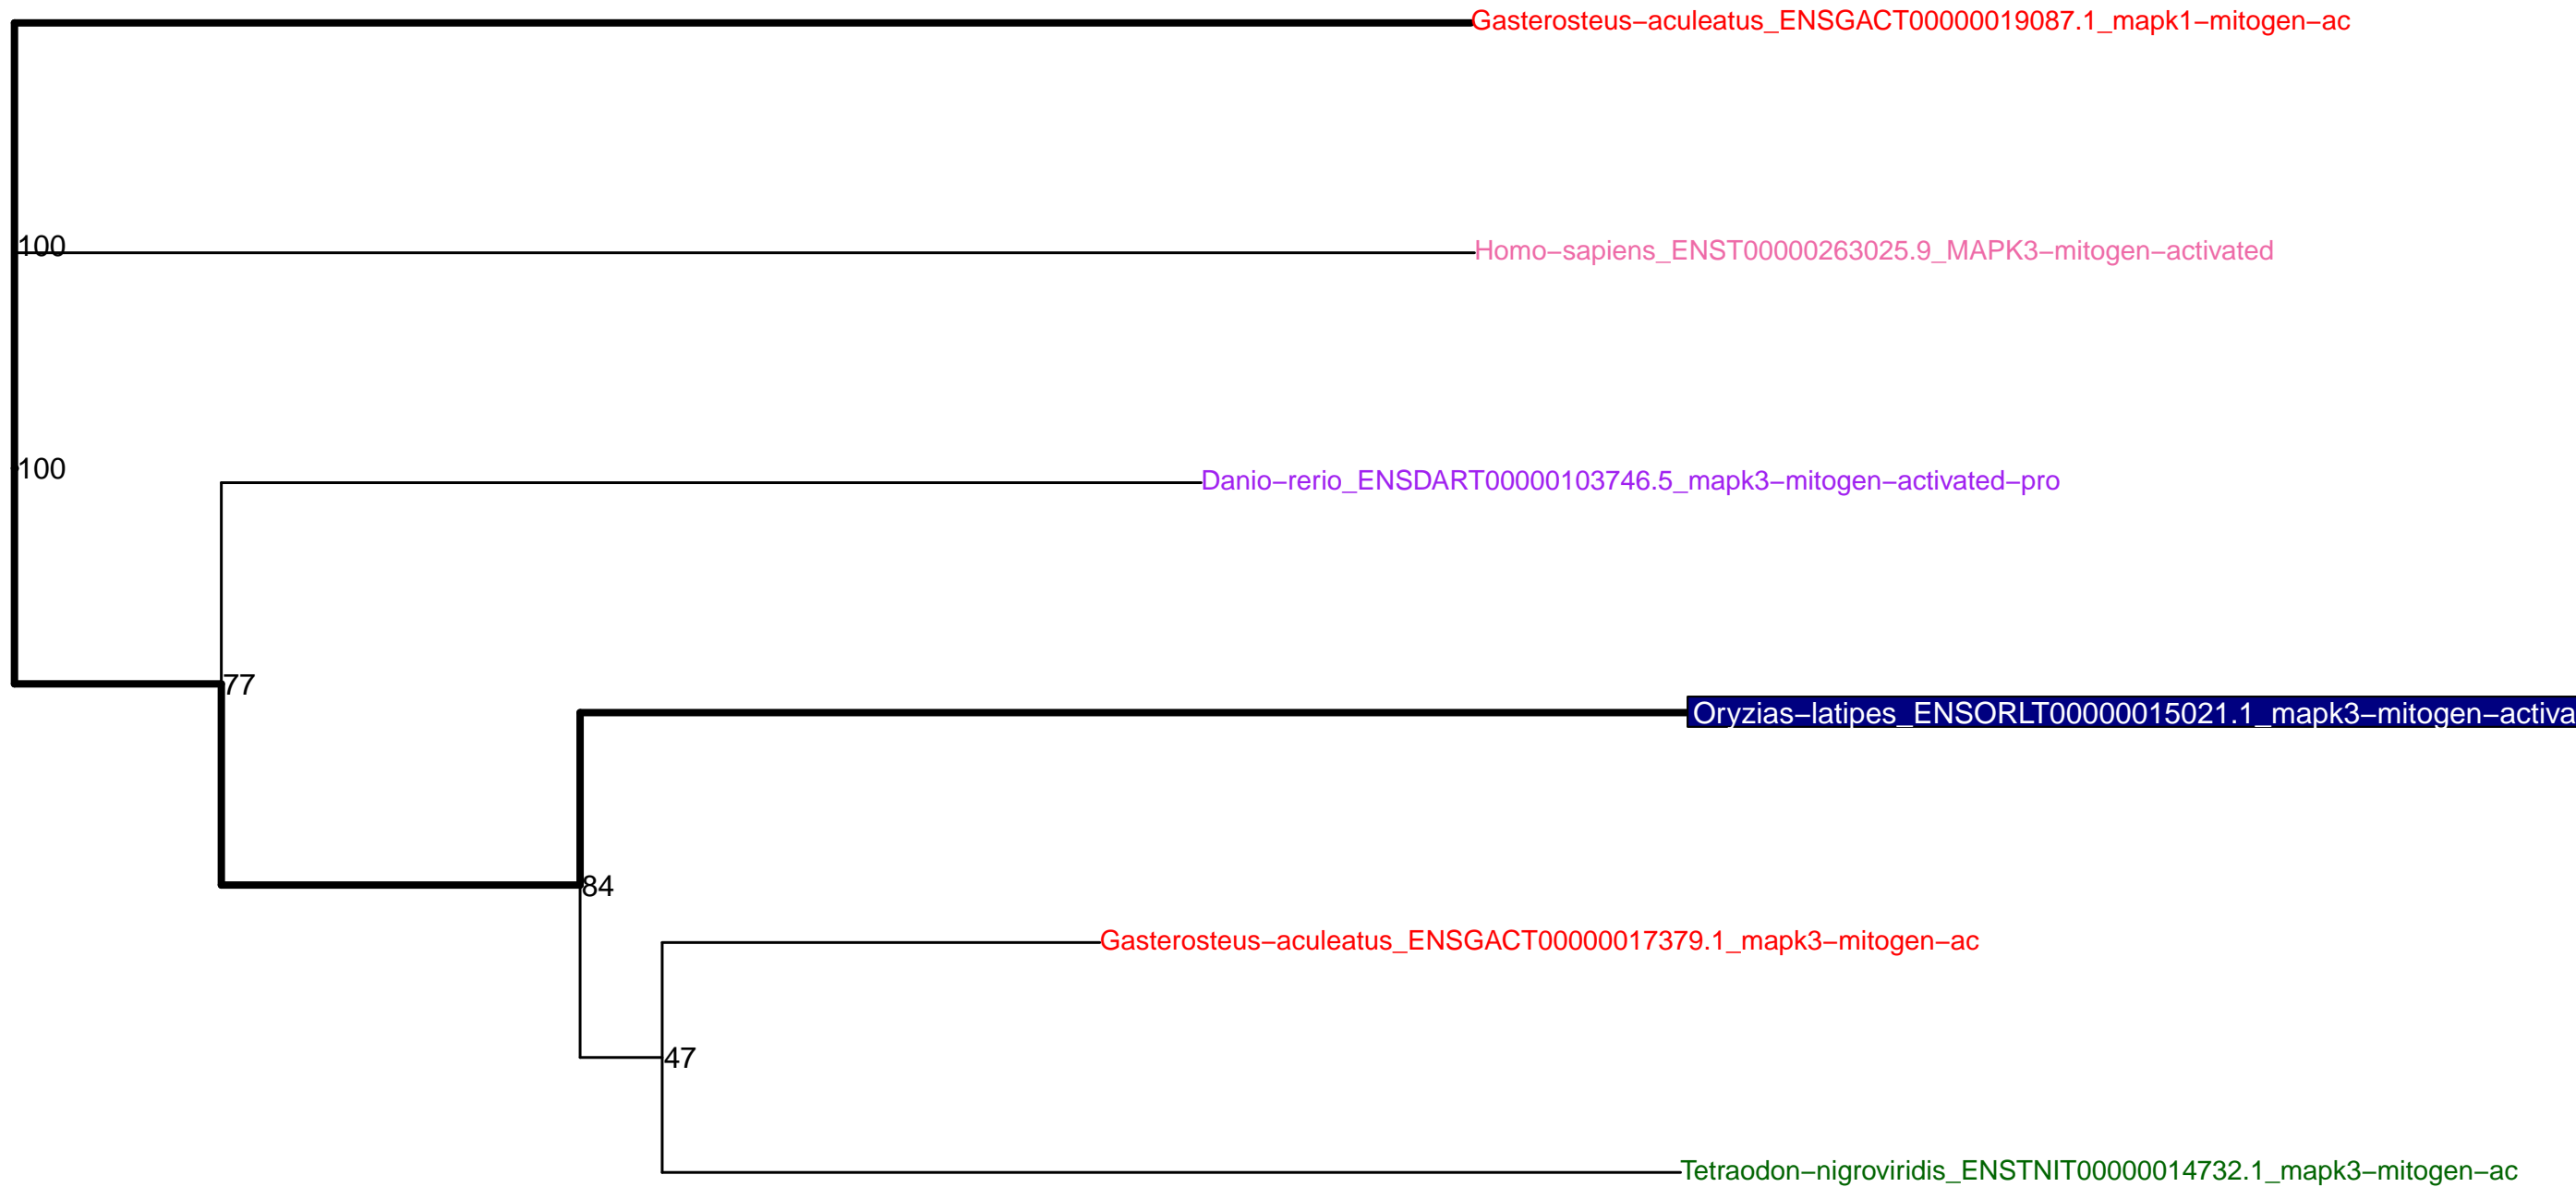 Gasterosteus−aculeatus_ENSGACT00000019087.1_mapk1−mitogen−ac
100
Homo−sapiens_ENST00000263025.9_MAPK3−mitogen−activated
100
Danio−rerio_ENSDART00000103746.5_mapk3−mitogen−activated−pro
77
Oryzias−latipes_ENSORLT00000015021.1_mapk3−mitogen−activa
84
Gasterosteus−aculeatus_ENSGACT00000017379.1_mapk3−mitogen−ac
47
Tetraodon−nigroviridis_ENSTNIT00000014732.1_mapk3−mitogen−ac